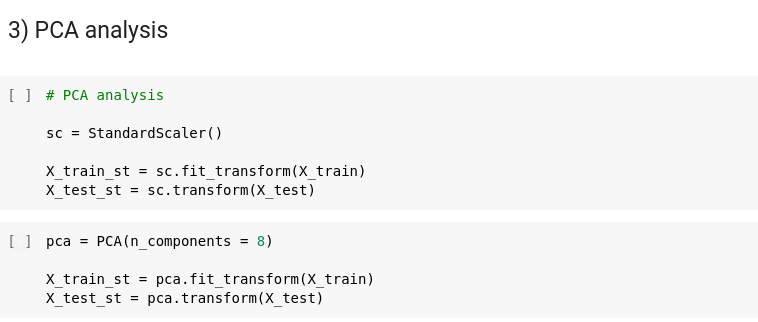 3) PCA analysis
[ ] # PCA analysis
sc = StandardScaler()
X_train_st = sc.fit_transform(X_train)
X_test_st = sc.transform(X_test)
[ ] pca = PCA(n_components = 8)
X_train_st = pca.fit_transform(X_train)
X_test_st = pca.transform(X_test)